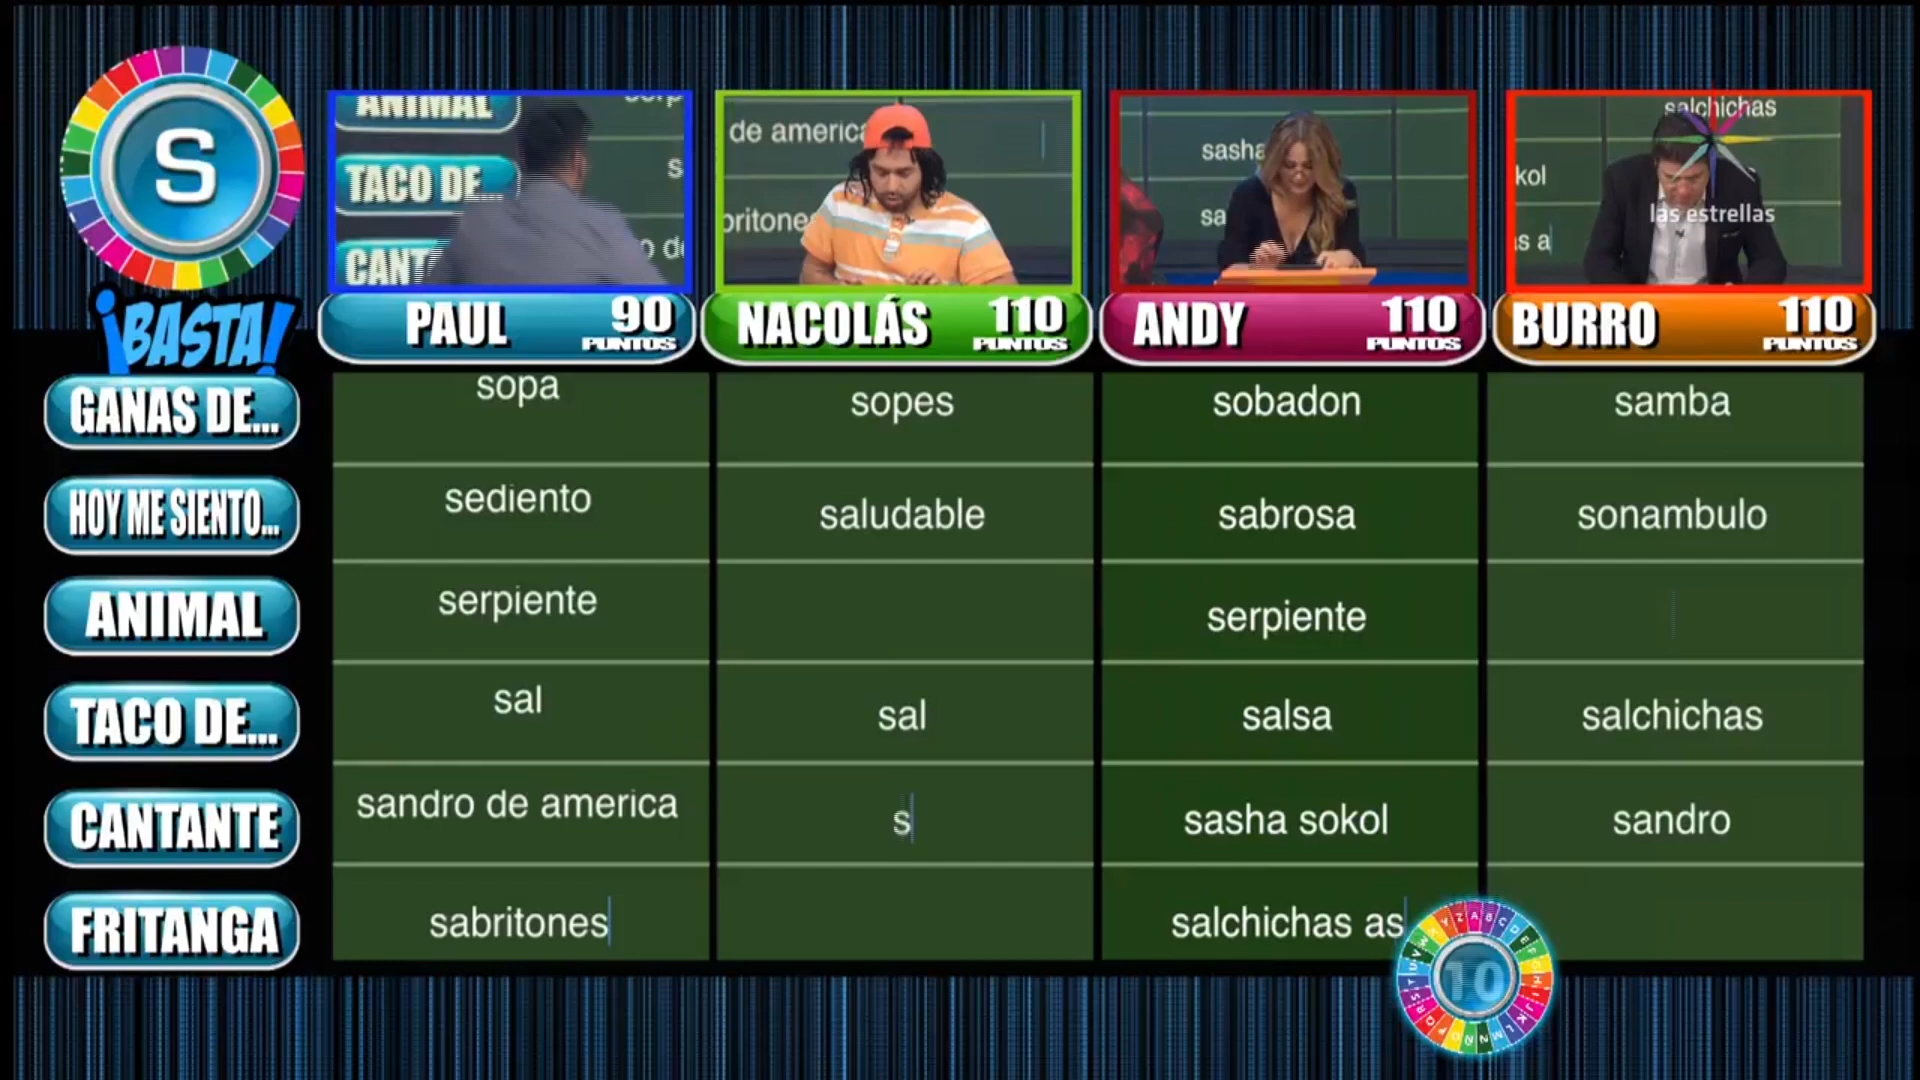 S
¡BASTA!
ANIMAL
TACO DE...
CANT
de america
britones
sasha
sa
salchichas
kol
as a
las estrellas
PAUL 90 PUNTOS
NACOLÁS 110 PUNTOS
ANDY 110 PUNTOS
BURRO 110 PUNTOS
GANAS DE... sopa sopes sobadon samba
HOY ME SIENTO... sediento saludable sabrosa sonambulo
ANIMAL serpiente serpiente
TACO DE... sal sal salsa salchichas
CANTANTE sandro de america s sasha sokol sandro
FRITANGA sabritones salchichas as
10